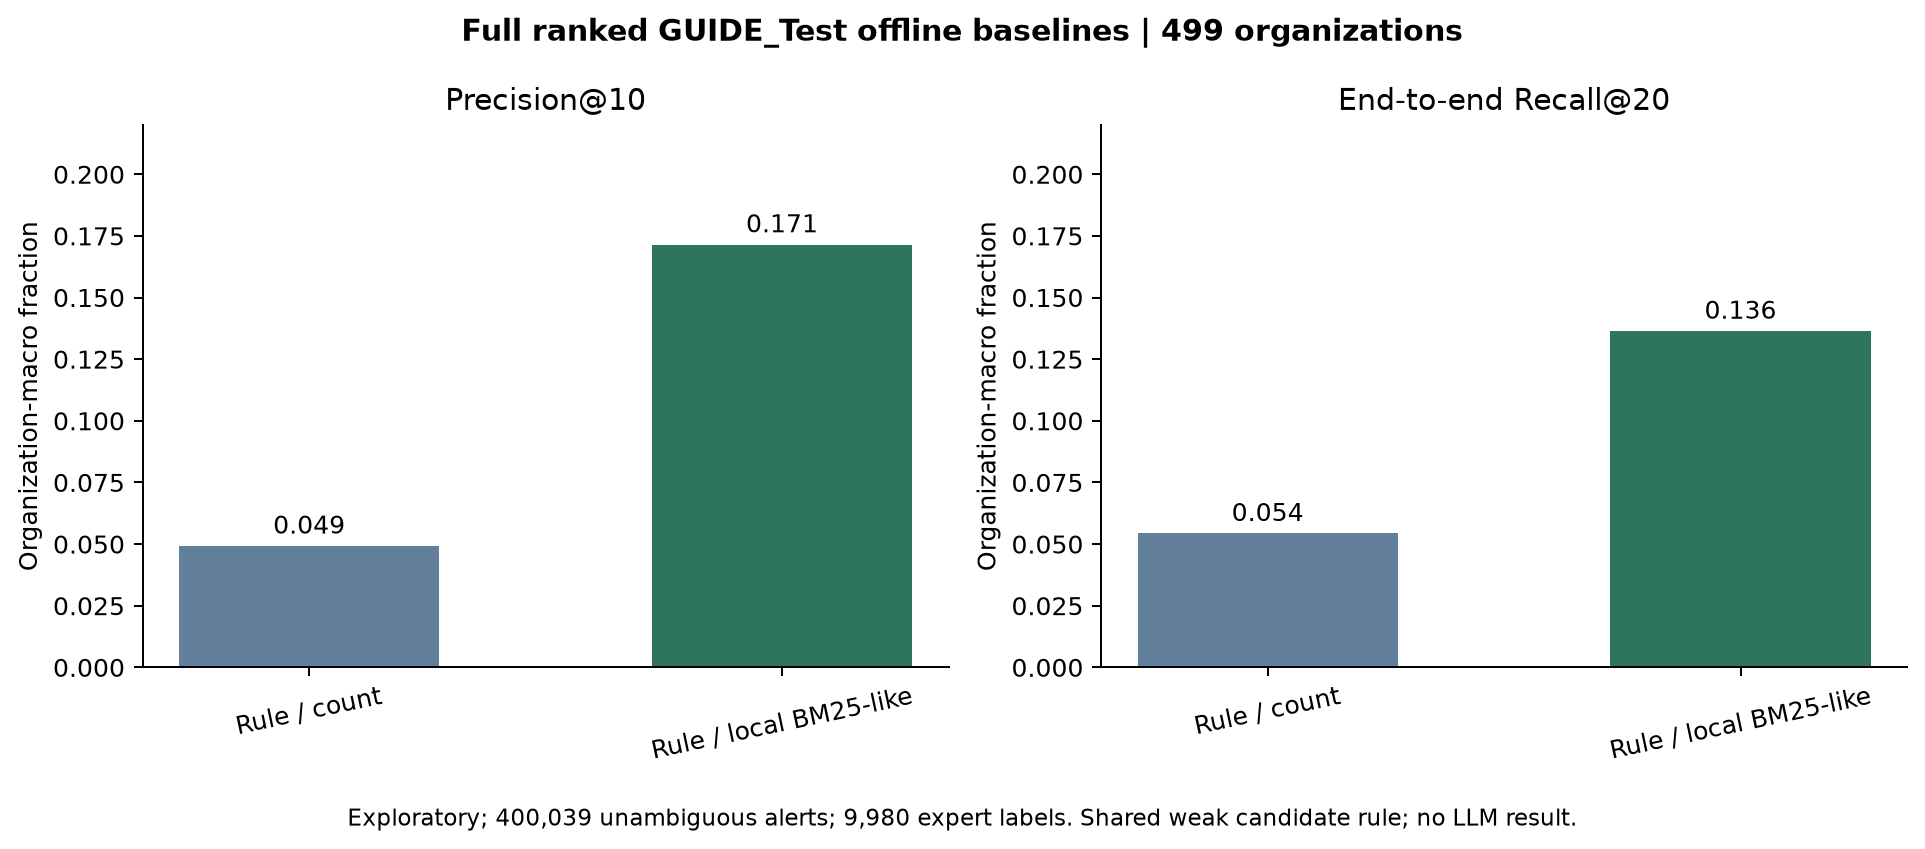 Full ranked GUIDE_Test offline baselines | 499 organizations
Precision@10
Organization-macro fraction
0.200
0.175
0.150
0.125
0.100
0.075
0.050
0.025
0.000
0.049
0.171
Rule / count
Rule / local BM25-like
End-to-end Recall@20
Organization-macro fraction
0.200
0.175
0.150
0.125
0.100
0.075
0.050
0.025
0.000
0.054
0.136
Rule / count
Rule / local BM25-like
Exploratory; 400,039 unambiguous alerts; 9,980 expert labels. Shared weak candidate rule; no LLM result.